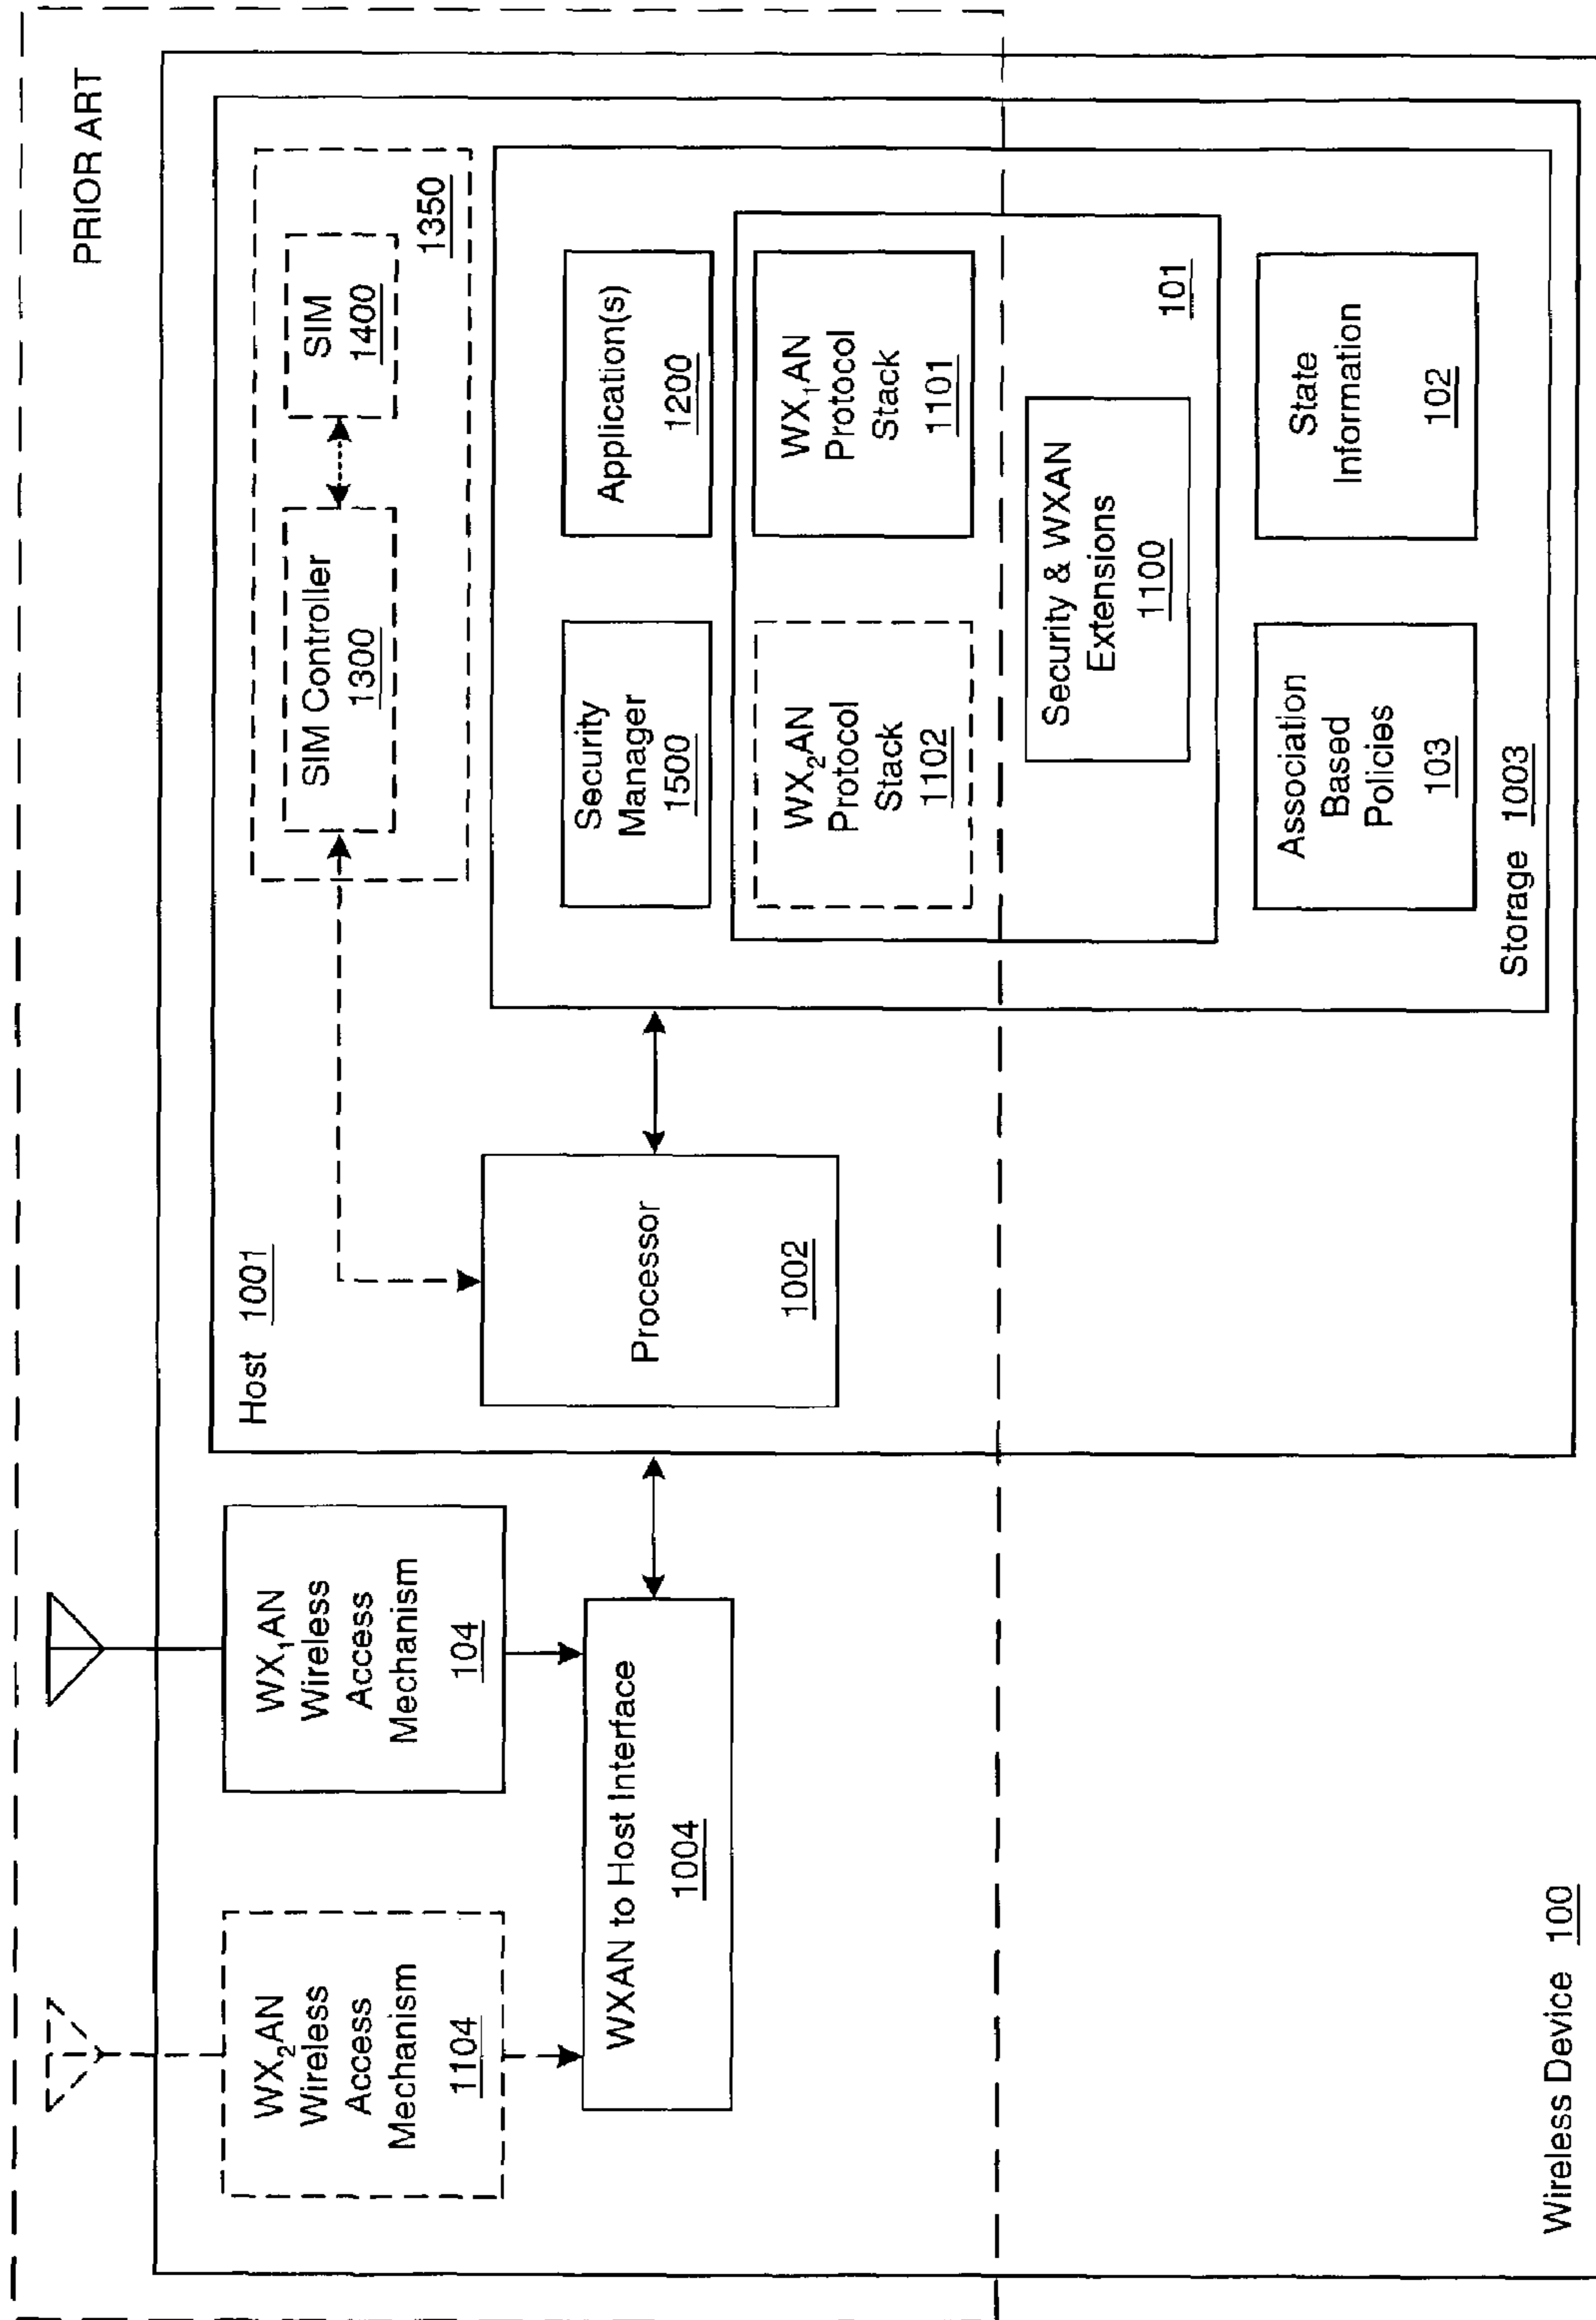 PRIOR ART
WX₂AN
Wireless
Access
Mechanism
1104
WX₁AN
Wireless
Access
Mechanism
104
WXAN to Host Interface
1004
Host 1001
Processor
1002
SIM Controller
1300
SIM
1400
1350
Security
Manager
1500
Application(s)
1200
WX₂AN
Protocol
Stack
1102
WX₁AN
Protocol
Stack
1101
Security & WXAN
Extensions
1100
101
Association
Based
Policies
103
State
Information
102
Storage 1003
Wireless Device 100